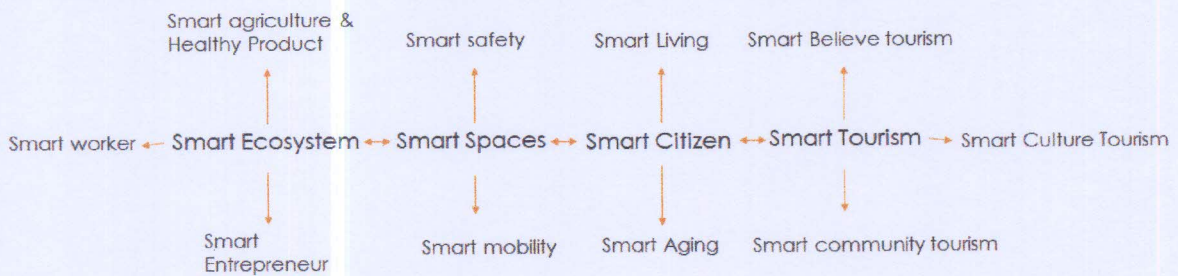 Smart agriculture &
Healthy Product
Smart safety
Smart Living
Smart Believe tourism
Smart worker
Smart Ecosystem
Smart Spaces
Smart Citizen
Smart Tourism
Smart Culture Tourism
Smart
Entrepreneur
Smart mobility
Smart Aging
Smart community tourism